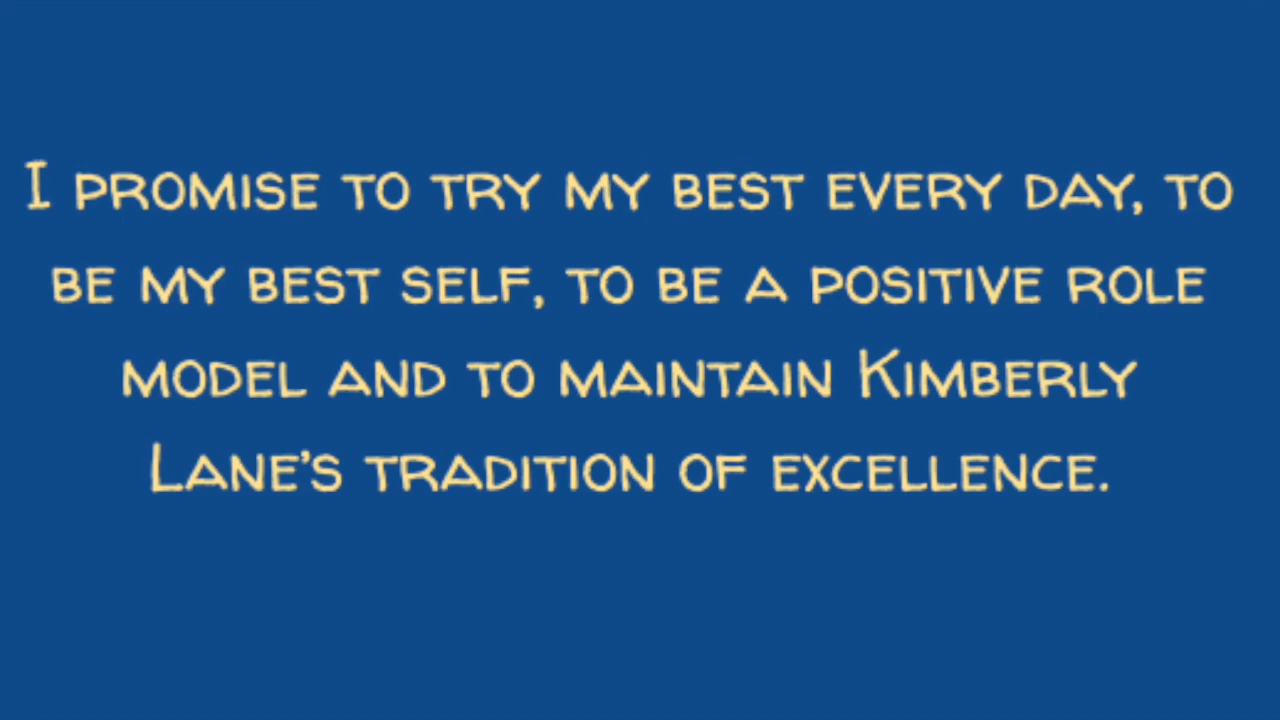 I promise to try my best every day, to
be my best self, to be a positive role
model and to maintain Kimberly
Lane's tradition of excellence.